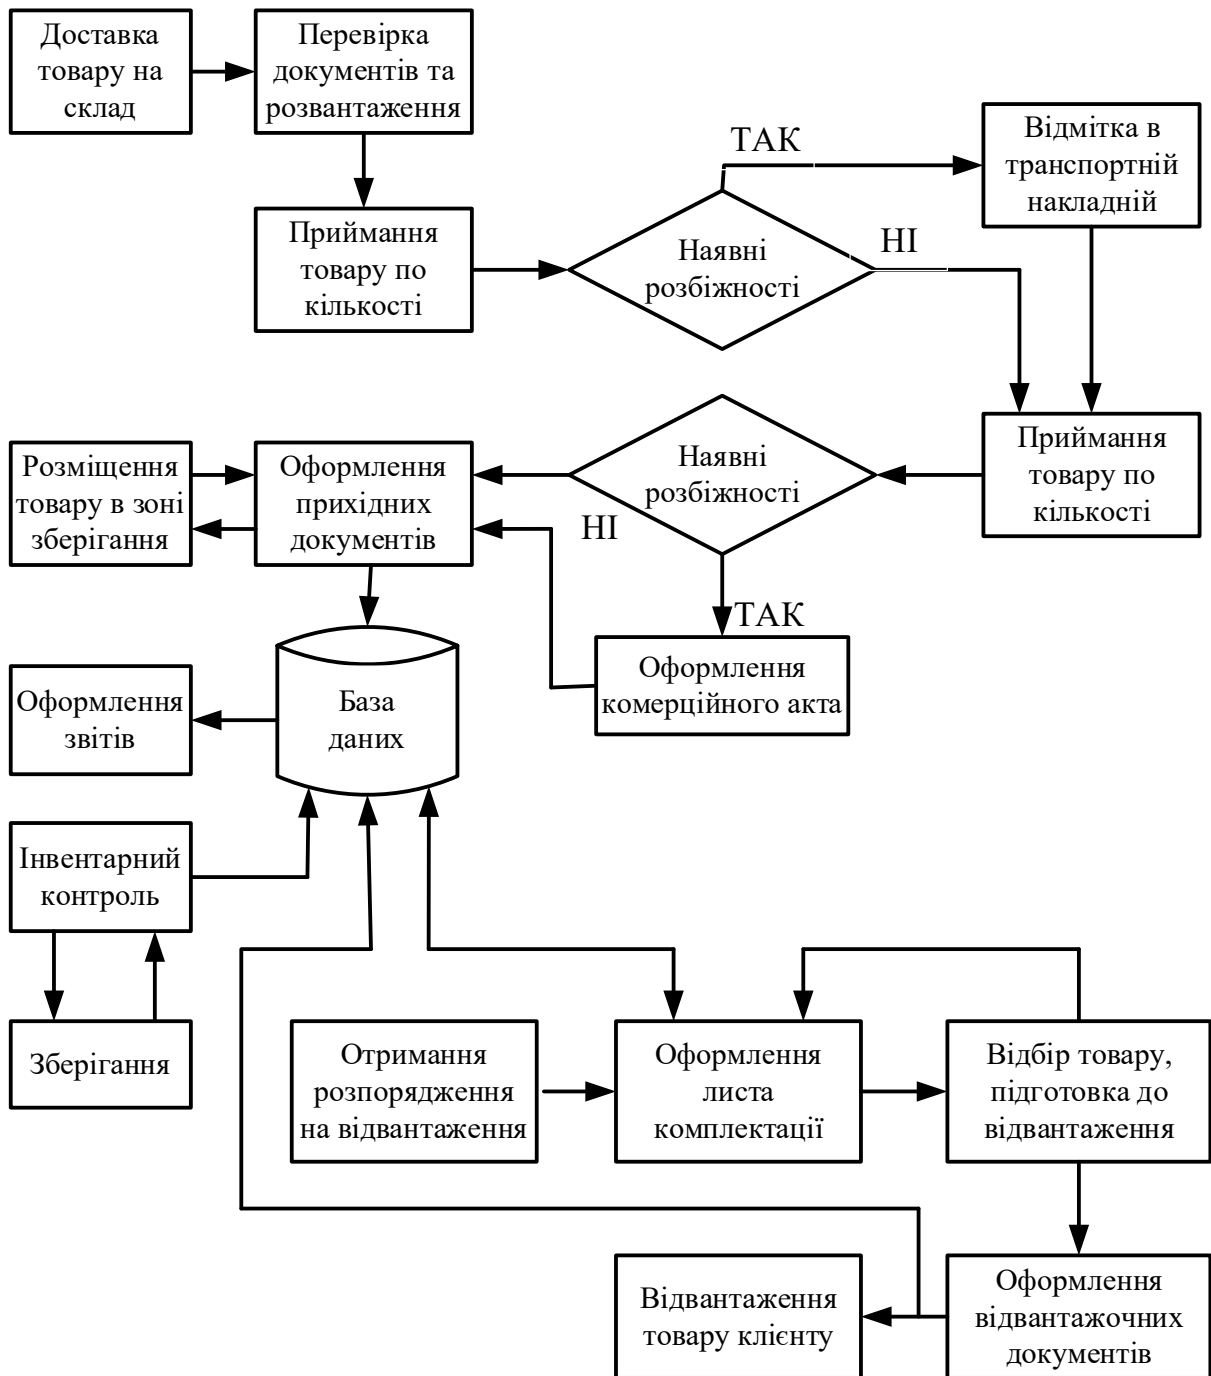 Доставка
товару на
склад
Перевірка
документів та
розвантаження
ТАК
Відмітка в
транспортній
накладній
Приймання
товару по
кількості
Наявні
розбіжності
НІ
Розміщення
товару в зоні
зберігання
Оформлення
прихідних
документів
Наявні
розбіжності
НІ
Приймання
товару по
кількості
ТАК
Оформлення
комерційного акта
Оформлення
звітів
База
даних
Інвентарний
контроль
Зберігання
Отримання
розпорядження
на відвантаження
Оформлення
листа
комплектації
Відбір товару,
підготовка до
відвантаження
Відвантаження
товару клієнту
Оформлення
відвантажочних
документів